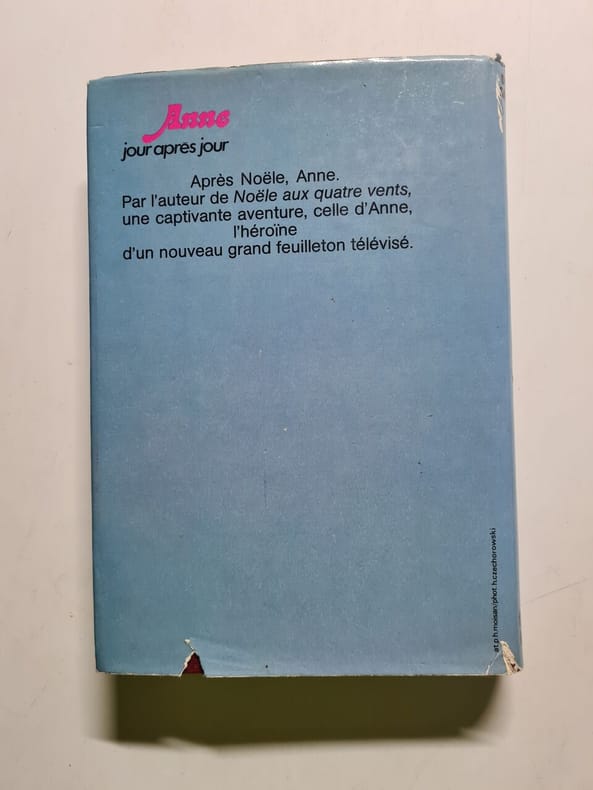 Anne
jour après jour
Après Noële, Anne.
Par l'auteur de Noële aux quatre vents,
une captivante aventure, celle d'Anne,
l'héroïne
d'un nouveau grand feuilleton télévisé.
at.p.h.moisan/phot.h.czechorowski